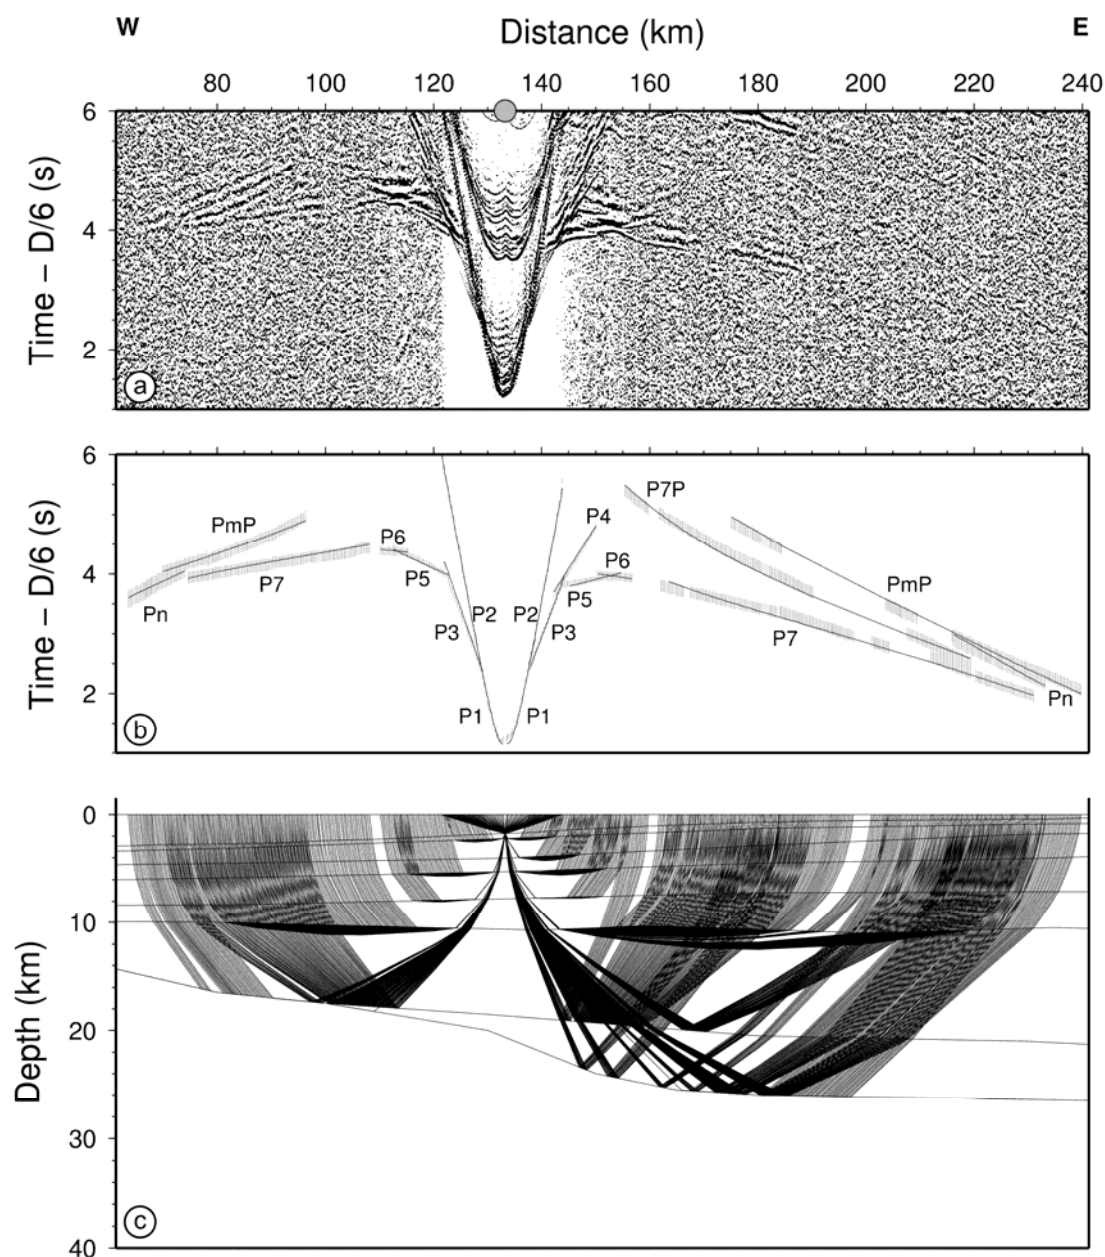 W Distance (km) E
80 100 120 140 160 180 200 220 240
6
4
2
Time – D/6 (s)
a
6
4
2
Time – D/6 (s)
PmP
Pn
P7
P6
P5
P3
P2
P1
P2
P1
P3
P4
P5
P6
P7P
P7
PmP
Pn
b
0
10
20
30
40
Depth (km)
c